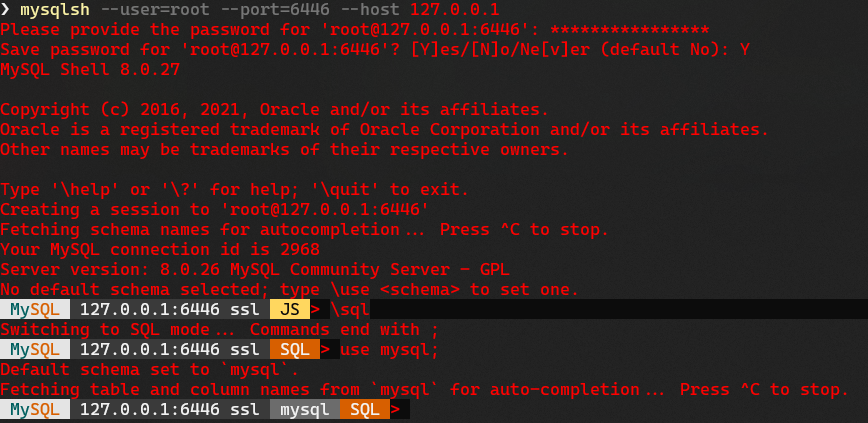 ❯ mysqlsh --user=root --port=6446 --host 127.0.0.1
Please provide the password for 'root@127.0.0.1:6446': ****************
Save password for 'root@127.0.0.1:6446'? [Y]es/[N]o/Ne[v]er (default No): Y
MySQL Shell 8.0.27

Copyright (c) 2016, 2021, Oracle and/or its affiliates.
Oracle is a registered trademark of Oracle Corporation and/or its affiliates.
Other names may be trademarks of their respective owners.

Type '\help' or '\?' for help; '\quit' to exit.
Creating a session to 'root@127.0.0.1:6446'
Fetching schema names for autocompletion... Press ^C to stop.
Your MySQL connection id is 2968
Server version: 8.0.26 MySQL Community Server - GPL
No default schema selected; type \use <schema> to set one.
MySQL 127.0.0.1:6446 ssl JS > \sql
Switching to SQL mode... Commands end with ;
MySQL 127.0.0.1:6446 ssl SQL > use mysql;
Default schema set to `mysql`.
Fetching table and column names from `mysql` for auto-completion... Press ^C to stop.
MySQL 127.0.0.1:6446 ssl mysql SQL >